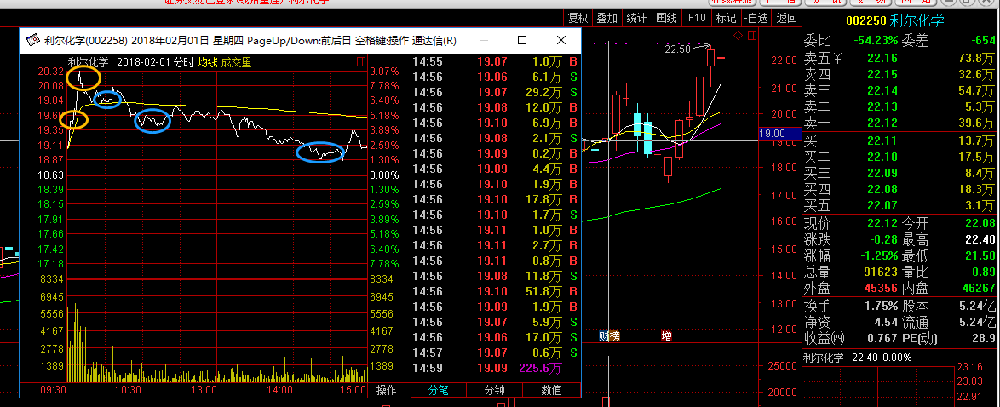 证券交易已登录(线路重连) 利尔化学
复权 叠加 统计 画线 F10 标记 -自选 返回
利尔化学(002258) 2018年02月01日 星期四 PageUp/Down:前后日 空格键:操作 通达信(R)
利尔化学 2018-02-01 分时 均线 成交量
20.32 9.07%
20.08 7.78%
19.84 6.48%
19.60 5.18%
19.35 3.89%
19.11 2.59%
18.87 1.30%
18.63 0.00%
18.39 1.30%
18.15 2.59%
17.91 3.89%
17.66 5.18%
17.42 6.48%
17.18 7.78%
8334 8334
6945 6945
5556 5556
4167 4167
2778 2778
1389 1389
09:30 10:30 13:00 14:00 15:00 操作
14:55 19.07 1.0万 B
14:56 19.06 6.1万 S
14:56 19.07 29.2万 S
14:56 19.08 12.0万 B
14:56 19.10 6.9万 B
14:56 19.08 2.1万 S
14:56 19.09 0.2万 B
14:56 19.09 4.4万 B
14:56 19.10 1.9万 B
14:56 19.10 17.8万 B
14:56 19.10 1.7万 S
14:56 19.11 1.0万 B
14:56 19.11 2.7万 B
14:56 19.11 0.8万 B
14:56 19.08 11.8万 S
14:56 19.10 51.8万 B
14:56 19.09 1.9万 B
14:56 19.07 5.9万 S
14:56 19.06 17.0万 S
14:57 19.07 0.6万 S
14:59 19.09 225.6万
分笔 分钟 数值
22.58
22.00
21.00
20.00
19.00
18.00
17.00
16.00
15.00
14.00
13.00
12.00
财 榜 增
25000
20000
002258 利尔化学
委比 -54.23% 委差 -654
卖五 ￥ 22.16 73.8万
卖四 22.15 32.6万
卖三 22.14 54.7万
卖二 22.13 5.3万
卖一 22.12 39.6万
买一 22.11 13.7万
买二 22.10 17.5万
买三 22.09 8.4万
买四 22.08 18.3万
买五 22.07 3.1万
现价 22.12 今开 22.08
涨跌 -0.28 最高 22.40
涨幅 -1.25% 最低 21.58
总量 91623 量比 0.89
外盘 45356 内盘 46267
换手 1.75% 股本 5.24亿
净资 4.54 流通 5.24亿
收益㈣ 0.767 PE(动) 28.9
利尔化学 22.40 0.00%
23.16
23.03
22.91